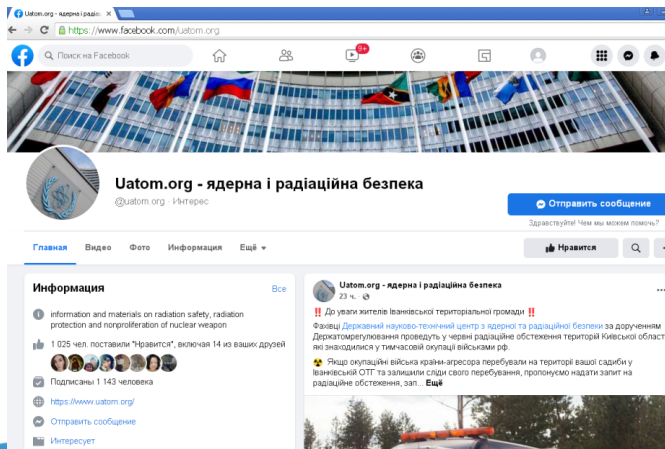 Uatom.org - ядерна і радіац
https://www.facebook.com/uatom.org
Поиск на Facebook
9+
Uatom.org - ядерна і радіаційна безпека
@uatom.org · Интерес
Отправить сообщение
Здравствуйте! Чем мы можем помочь?
Главная Видео Фото Информация Ещё
Нравится
Информация Все
information and materials on radiation safety, radiation
protection and nonproliferation of nuclear weapon
1 025 чел. поставили "Нравится", включая 14 из ваших друзей
Подписаны 1 143 человека
https://www.uatom.org/
Отправить сообщение
Интересует
Uatom.org - ядерна і радіаційна безпека
23 ч.
‼ До уваги жителів Іванківської територіальної громади ‼
Фахівці Державний науково-технічний центр з ядерної та радіаційної безпеки за дорученням
Держатомрегулювання проведуть у червні радіаційне обстеження територій Київської област
які знаходилися у тимчасовій окупації військами рф.
☢ Якщо окупаційні війська країни-агресора перебували на території вашої садиби у
Іванківській ОТГ та залишили сліди свого перебування, пропонуємо надати запит на
радіаційне обстеження, зап... Ещё